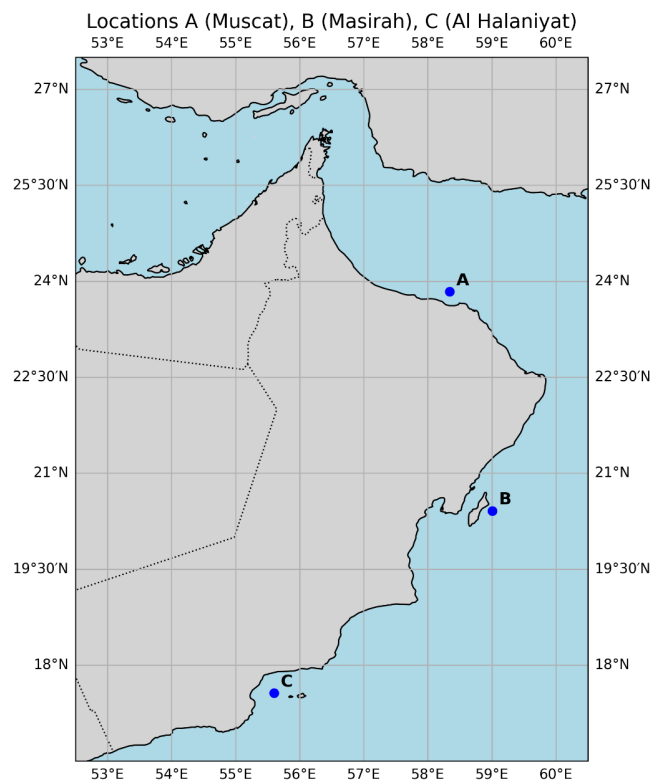 Locations A (Muscat), B (Masirah), C (Al Halaniyat)
53°E 54°E 55°E 56°E 57°E 58°E 59°E 60°E
27°N 27°N
25°30′N 25°30′N
24°N A 24°N
22°30′N 22°30′N
21°N 21°N
B
19°30′N 19°30′N
18°N 18°N
C
53°E 54°E 55°E 56°E 57°E 58°E 59°E 60°E